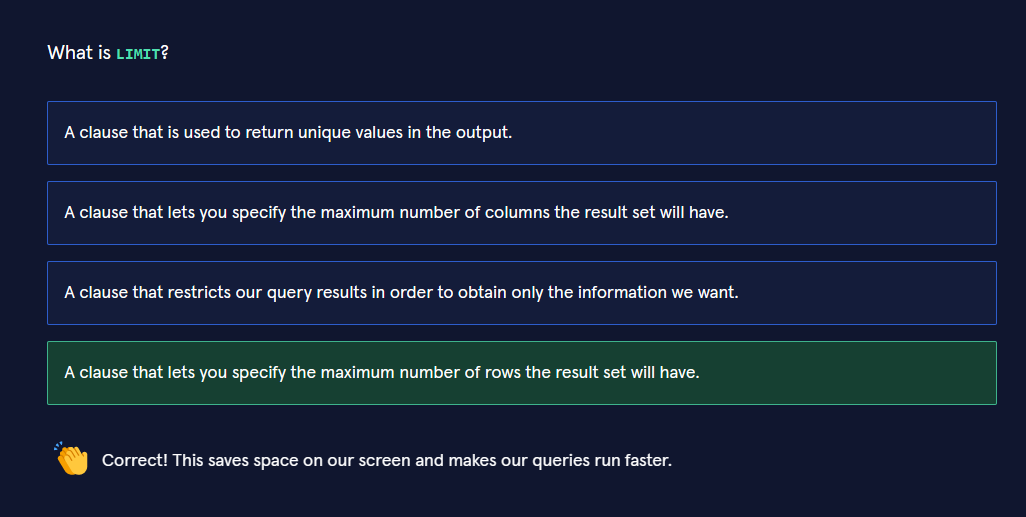 What is LIMIT?
A clause that is used to return unique values in the output.
A clause that lets you specify the maximum number of columns the result set will have.
A clause that restricts our query results in order to obtain only the information we want.
A clause that lets you specify the maximum number of rows the result set will have.
Correct! This saves space on our screen and makes our queries run faster.